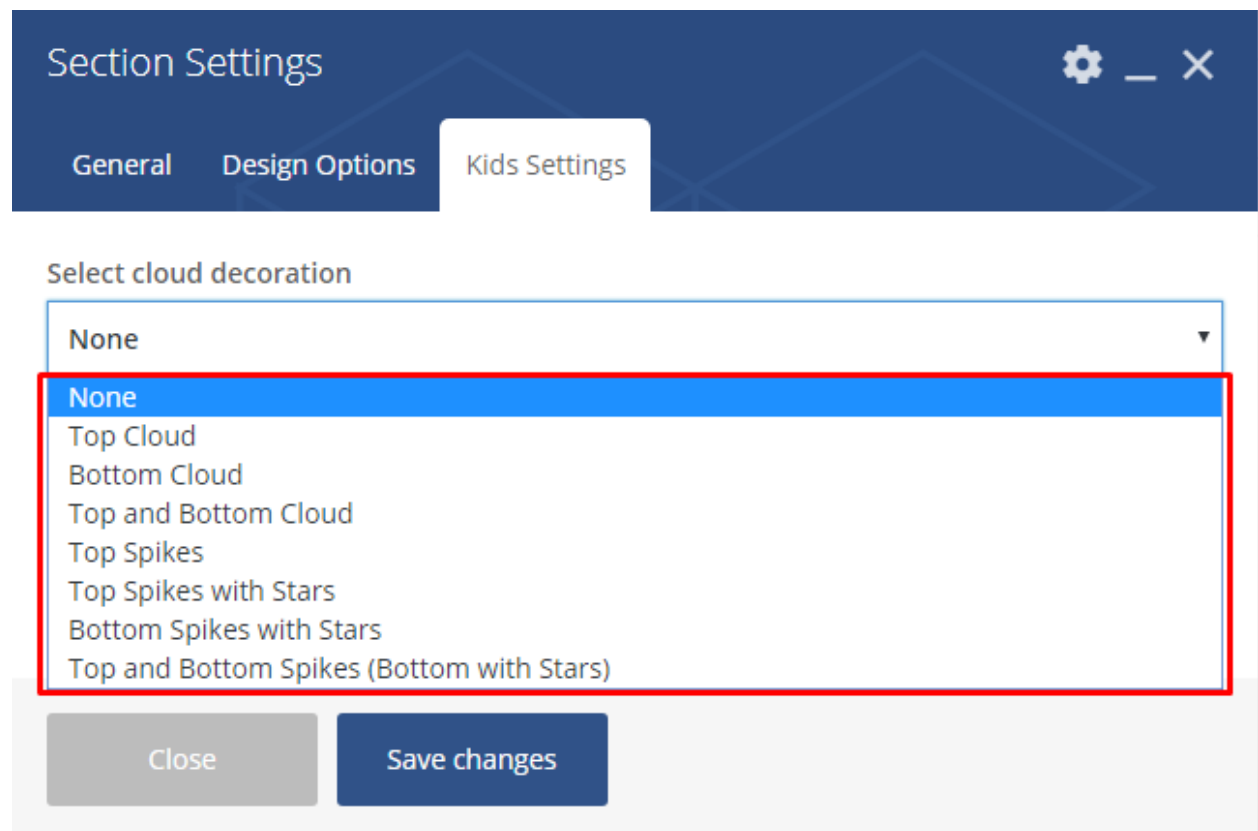 Section Settings
General Design Options Kids Settings
Select cloud decoration
None
None
Top Cloud
Bottom Cloud
Top and Bottom Cloud
Top Spikes
Top Spikes with Stars
Bottom Spikes with Stars
Top and Bottom Spikes (Bottom with Stars)
Close Save changes